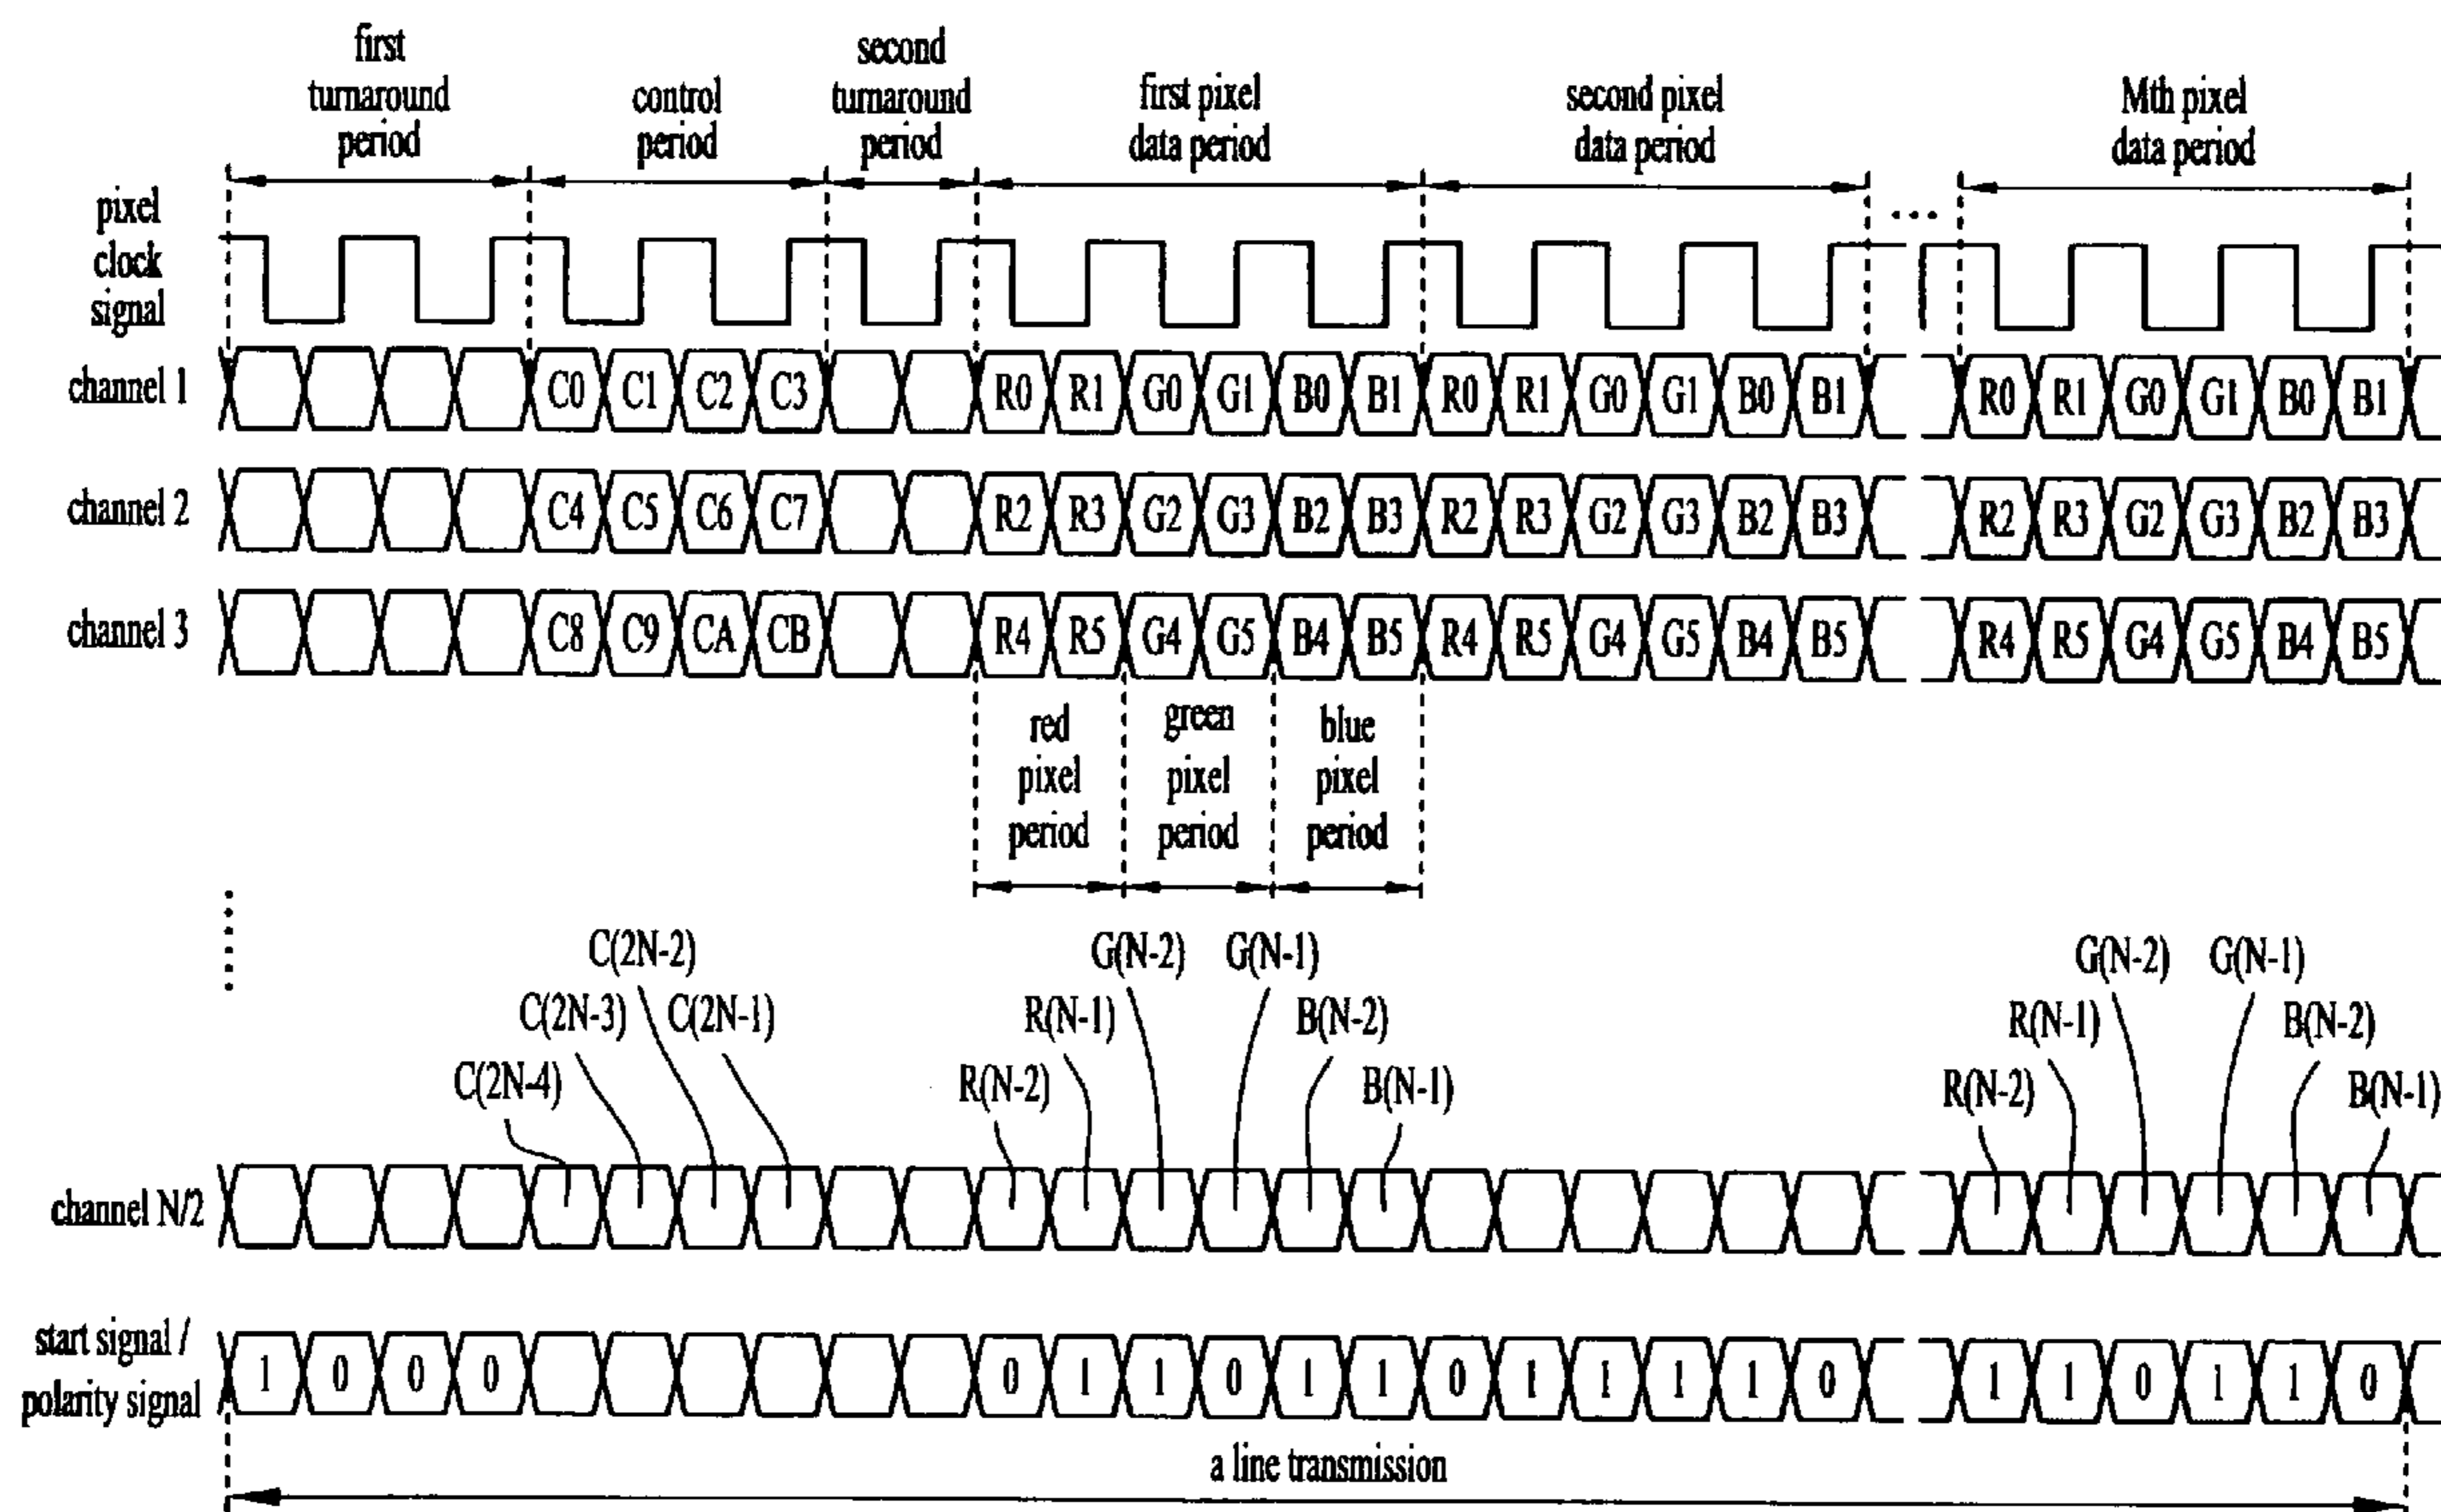 first
turnaround
period
control
period
second
turnaround
period
first pixel
data period
second pixel
data period
Mth pixel
data period
pixel
clock
signal
channel 1 C0 C1 C2 C3 R0 R1 G0 G1 B0 B1 R0 R1 G0 G1 B0 B1 R0 R1 G0 G1 B0 B1
channel 2 C4 C5 C6 C7 R2 R3 G2 G3 B2 B3 R2 R3 G2 G3 B2 B3 R2 R3 G2 G3 B2 B3
channel 3 C8 C9 CA CB R4 R5 G4 G5 B4 B5 R4 R5 G4 G5 B4 B5 R4 R5 G4 G5 B4 B5
red
pixel
period
green
pixel
period
blue
pixel
period
C(2N-2) G(N-2) G(N-1) G(N-2) G(N-1)
C(2N-3) C(2N-1) R(N-1) B(N-2) R(N-1) B(N-2)
C(2N-4) R(N-2) B(N-1) R(N-2) B(N-1)
channel N/2
start signal /
polarity signal 1 0 0 0 0 1 1 0 1 1 0 1 1 1 1 0 1 1 0 1 1 0
a line transmission